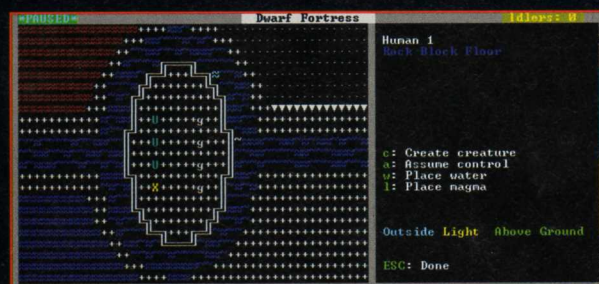 *PAUSED* Dwarf Fortress Idlers: 0
Human 1
Rock Block Floor
c: Create creature
a: Assume control
w: Place water
l: Place magma
Outside Light Above Ground
ESC: Done